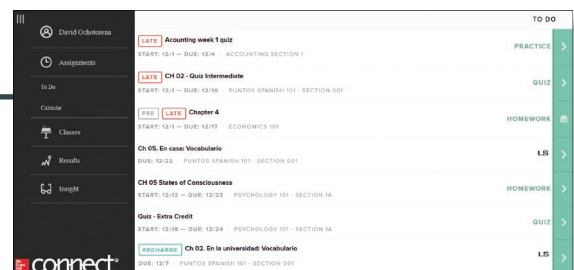 TO DO
David Ochotorena
Assignments
To Do
Calendar
Classes
Results
Insight
Mc Graw Hill connect®
LATE Acounting week 1 quiz
START: 12/1 — DUE: 12/4 · ACCOUNTING SECTION 1
PRACTICE
LATE CH 02 - Quiz Intermediate
START: 12/1 — DUE: 12/10 · PUNTOS SPANISH 101 - SECTION 001
QUIZ
PRE LATE Chapter 4
START: 12/1 — DUE: 12/17 · ECONOMICS 101
HOMEWORK
Ch 05. En casa: Vocabulario
DUE: 12/22 · PUNTOS SPANISH 101 - SECTION 001
LS
CH 05 States of Consciousness
START: 12/12 — DUE: 12/23 · PSYCHOLOGY 101 - SECTION 1A
HOMEWORK
Quiz - Extra Credit
START: 12/18 — DUE: 12/24 · PSYCHOLOGY 101 - SECTION 1A
QUIZ
RECHARGE Ch 02. En la universidad: Vocabulario
DUE: 12/7 · PUNTOS SPANISH 101 - SECTION 001
LS